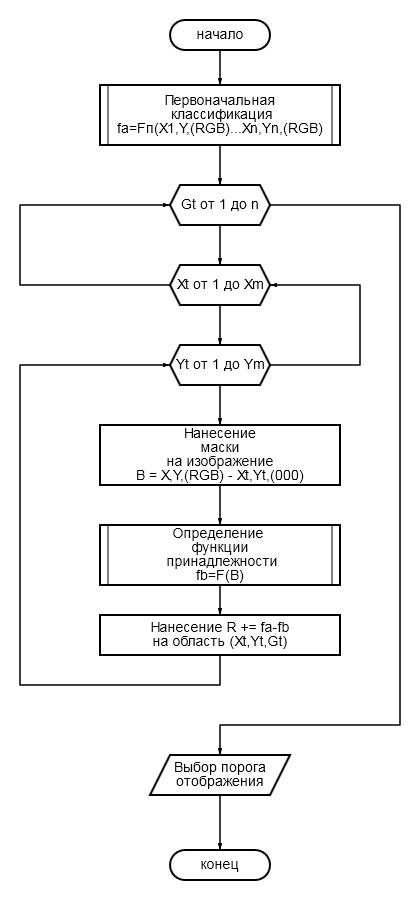 начало
Первоначальная
классификация
fa=Fn(X1,Y,(RGB)...Xn,Yn,(RGB)
Gt от 1 до n
Xt от 1 до Xm
Yt от 1 до Ym
Нанесение
маски
на изображение
B = X,Y,(RGB) - Xt,Yt,(000)
Определение
функции
принадлежности
fb=F(B)
Нанесение R += fa-fb
на область (Xt,Yt,Gt)
Выбор порога
отображения
конец